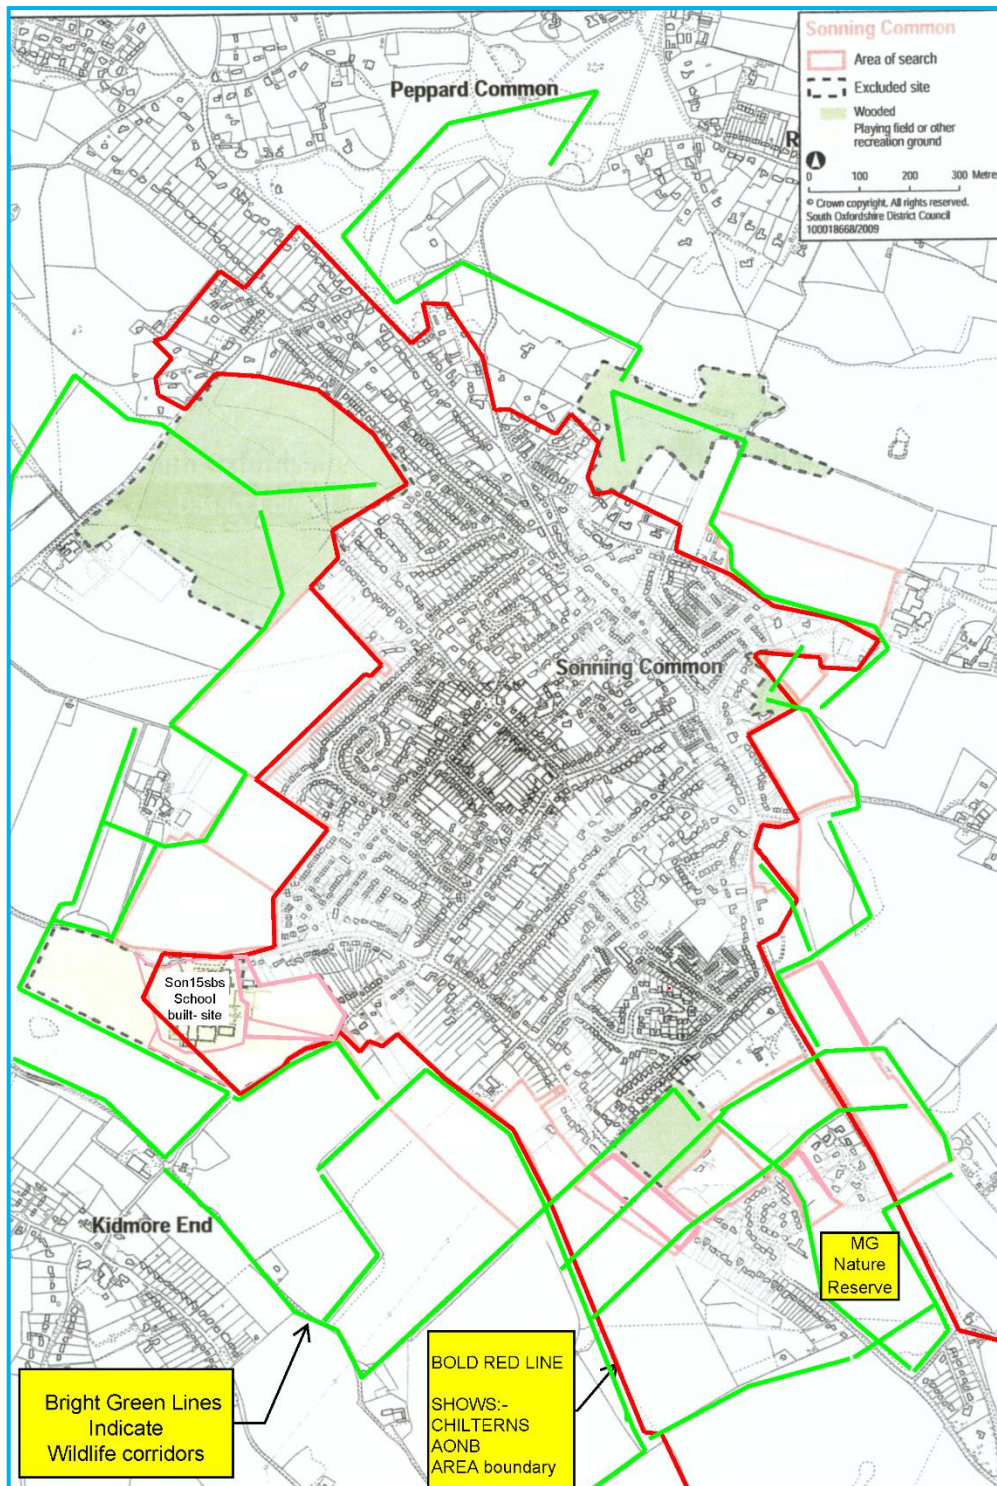 Sonning Common
Area of search
Excluded site
Wooded
Playing field or other
recreation ground
0 100 200 300 Metre
© Crown copyright. All rights reserved.
South Oxfordshire District Council
100018668/2009
Peppard Common
R
Sonning Common
Son15sbs
School
built- site
Kidmore End
MG
Nature
Reserve
Bright Green Lines
Indicate
Wildlife corridors
BOLD RED LINE
SHOWS:-
CHILTERNS
AONB
AREA boundary